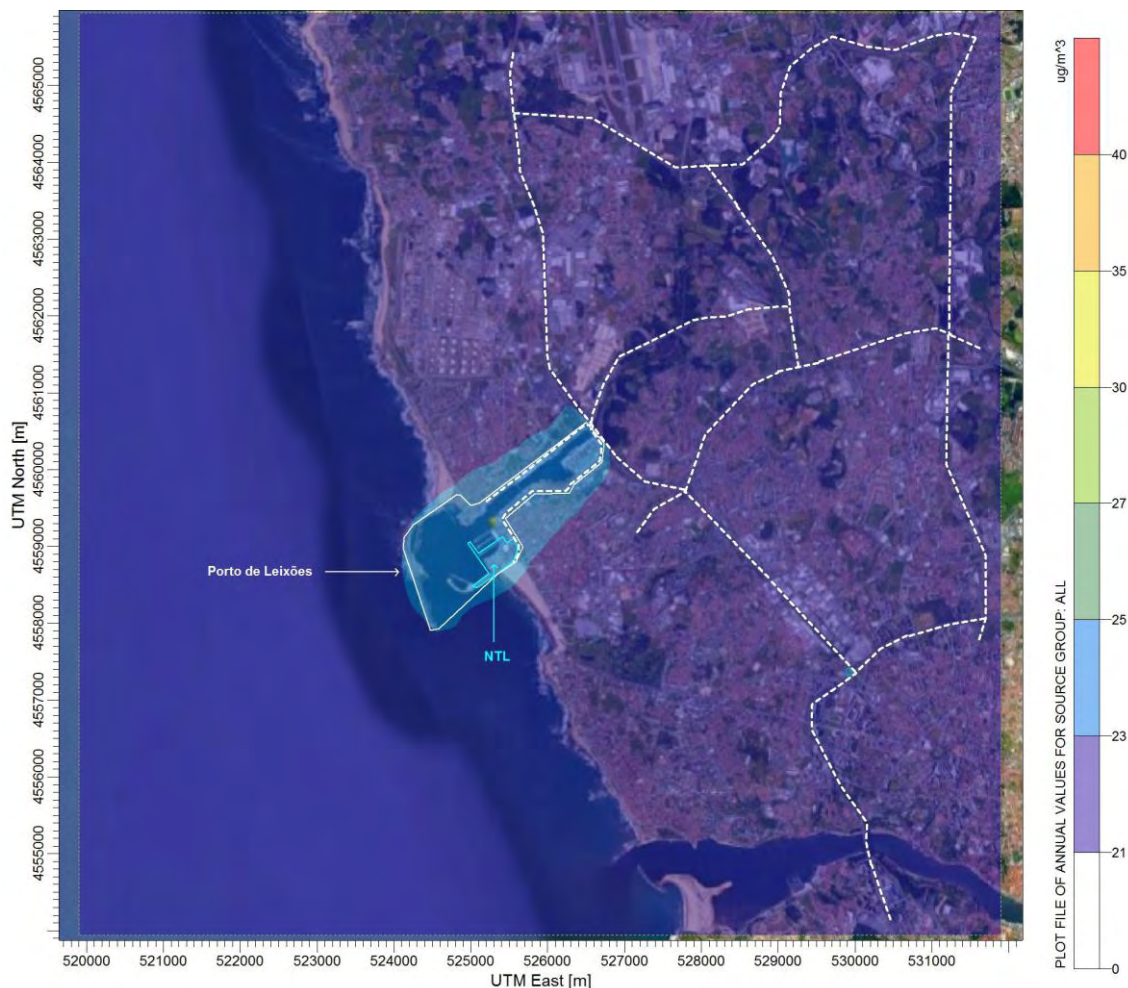 UTM North [m]
4565000
4564000
4563000
4562000
4561000
4560000
4559000
4558000
4557000
4556000
4555000
Porto de Leixões
NTL
520000 521000 522000 523000 524000 525000 526000 527000 528000 529000 530000 531000
UTM East [m]
PLOT FILE OF ANNUAL VALUES FOR SOURCE GROUP: ALL
ug/m^3
40
35
30
27
25
23
21
0